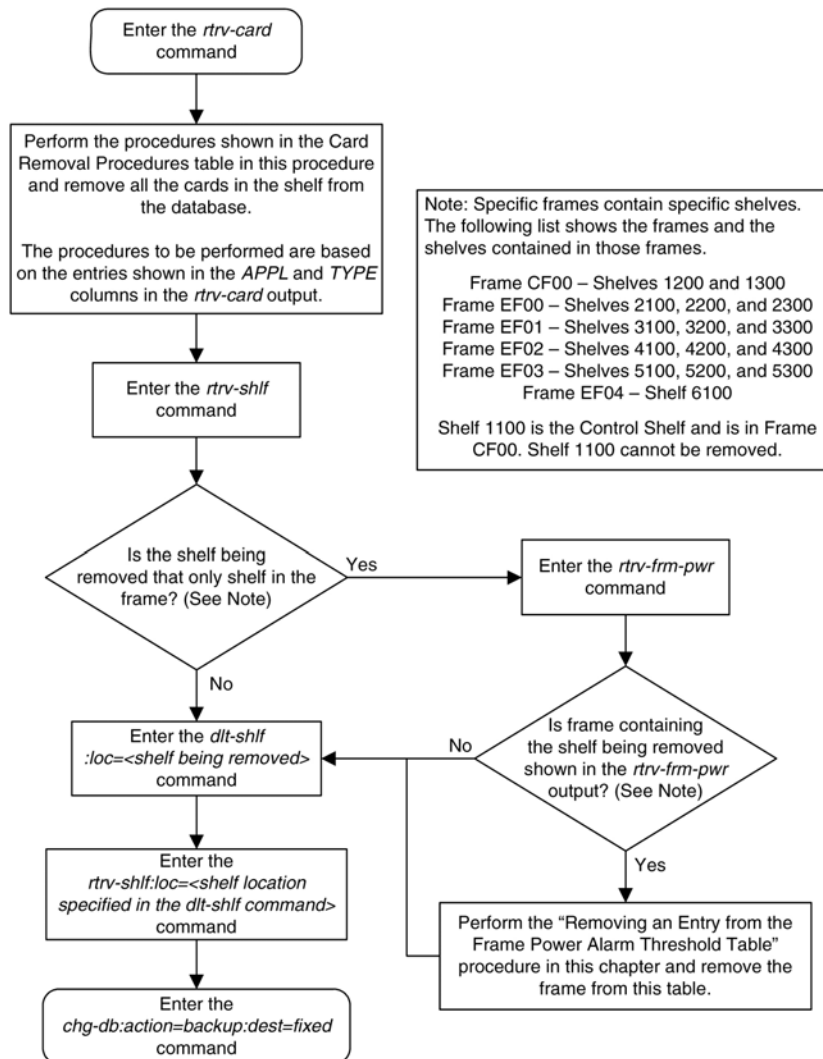 Enter the rtrv-card
command
Perform the procedures shown in the Card
Removal Procedures table in this procedure
and remove all the cards in the shelf from
the database.
The procedures to be performed are based
on the entries shown in the APPL and TYPE
columns in the rtrv-card output.
Note: Specific frames contain specific shelves.
The following list shows the frames and the
shelves contained in those frames.
Frame CF00 – Shelves 1200 and 1300
Frame EF00 – Shelves 2100, 2200, and 2300
Frame EF01 – Shelves 3100, 3200, and 3300
Frame EF02 – Shelves 4100, 4200, and 4300
Frame EF03 – Shelves 5100, 5200, and 5300
Frame EF04 – Shelf 6100
Shelf 1100 is the Control Shelf and is in Frame
CF00. Shelf 1100 cannot be removed.
Enter the rtrv-shlf
command
Is the shelf being
removed that only shelf in the
frame? (See Note)
Yes
Enter the rtrv-frm-pwr
command
No
Is frame containing
the shelf being removed
shown in the rtrv-frm-pwr
output? (See Note)
No
Yes
Enter the dlt-shlf
:loc=<shelf being removed>
command
Perform the “Removing an Entry from the
Frame Power Alarm Threshold Table”
procedure in this chapter and remove the
frame from this table.
Enter the
rtrv-shlf:loc=<shelf location
specified in the dlt-shlf command>
command
Enter the
chg-db:action=backup:dest=fixed
command